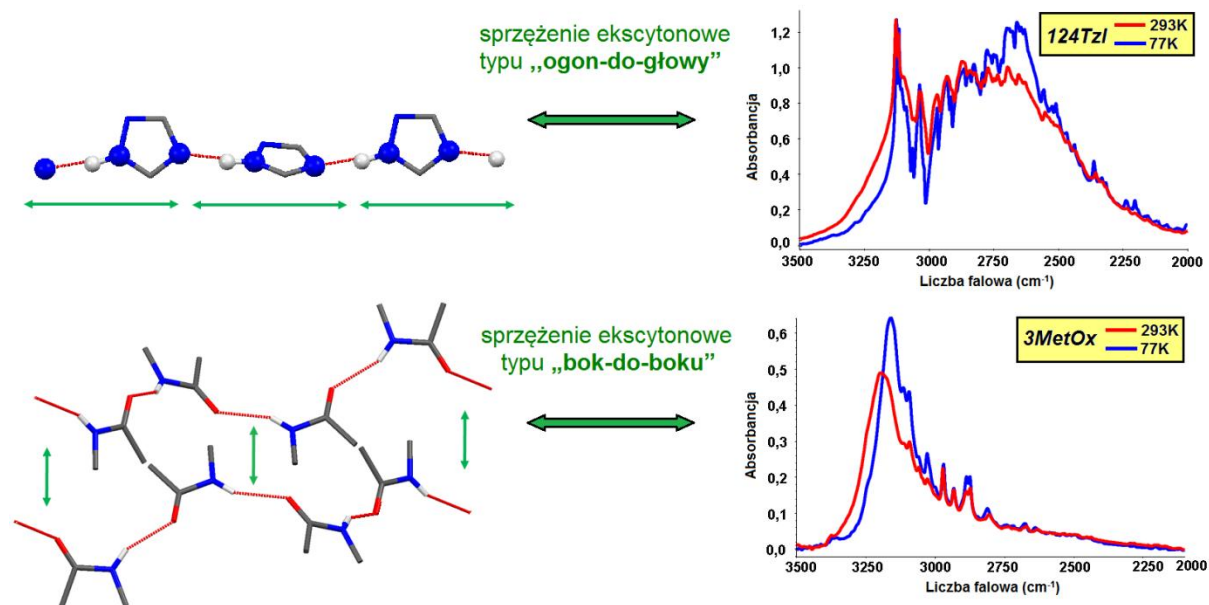 sprzężenie ekscytonowe
typu „ogon-do-głowy”
124Tzl
293K
77K
Absorbancja
1,2
1,0
0,8
0,6
0,4
0,2
0,0
3500 3250 3000 2750 2500 2250 2000
Liczba falowa (cm⁻¹)
sprzężenie ekscytonowe
typu „bok-do-boku”
3MetOx
293K
77K
Absorbancja
0,6
0,5
0,4
0,3
0,2
0,1
0,0
3500 3250 3000 2750 2500 2250 2000
Liczba falowa (cm⁻¹)